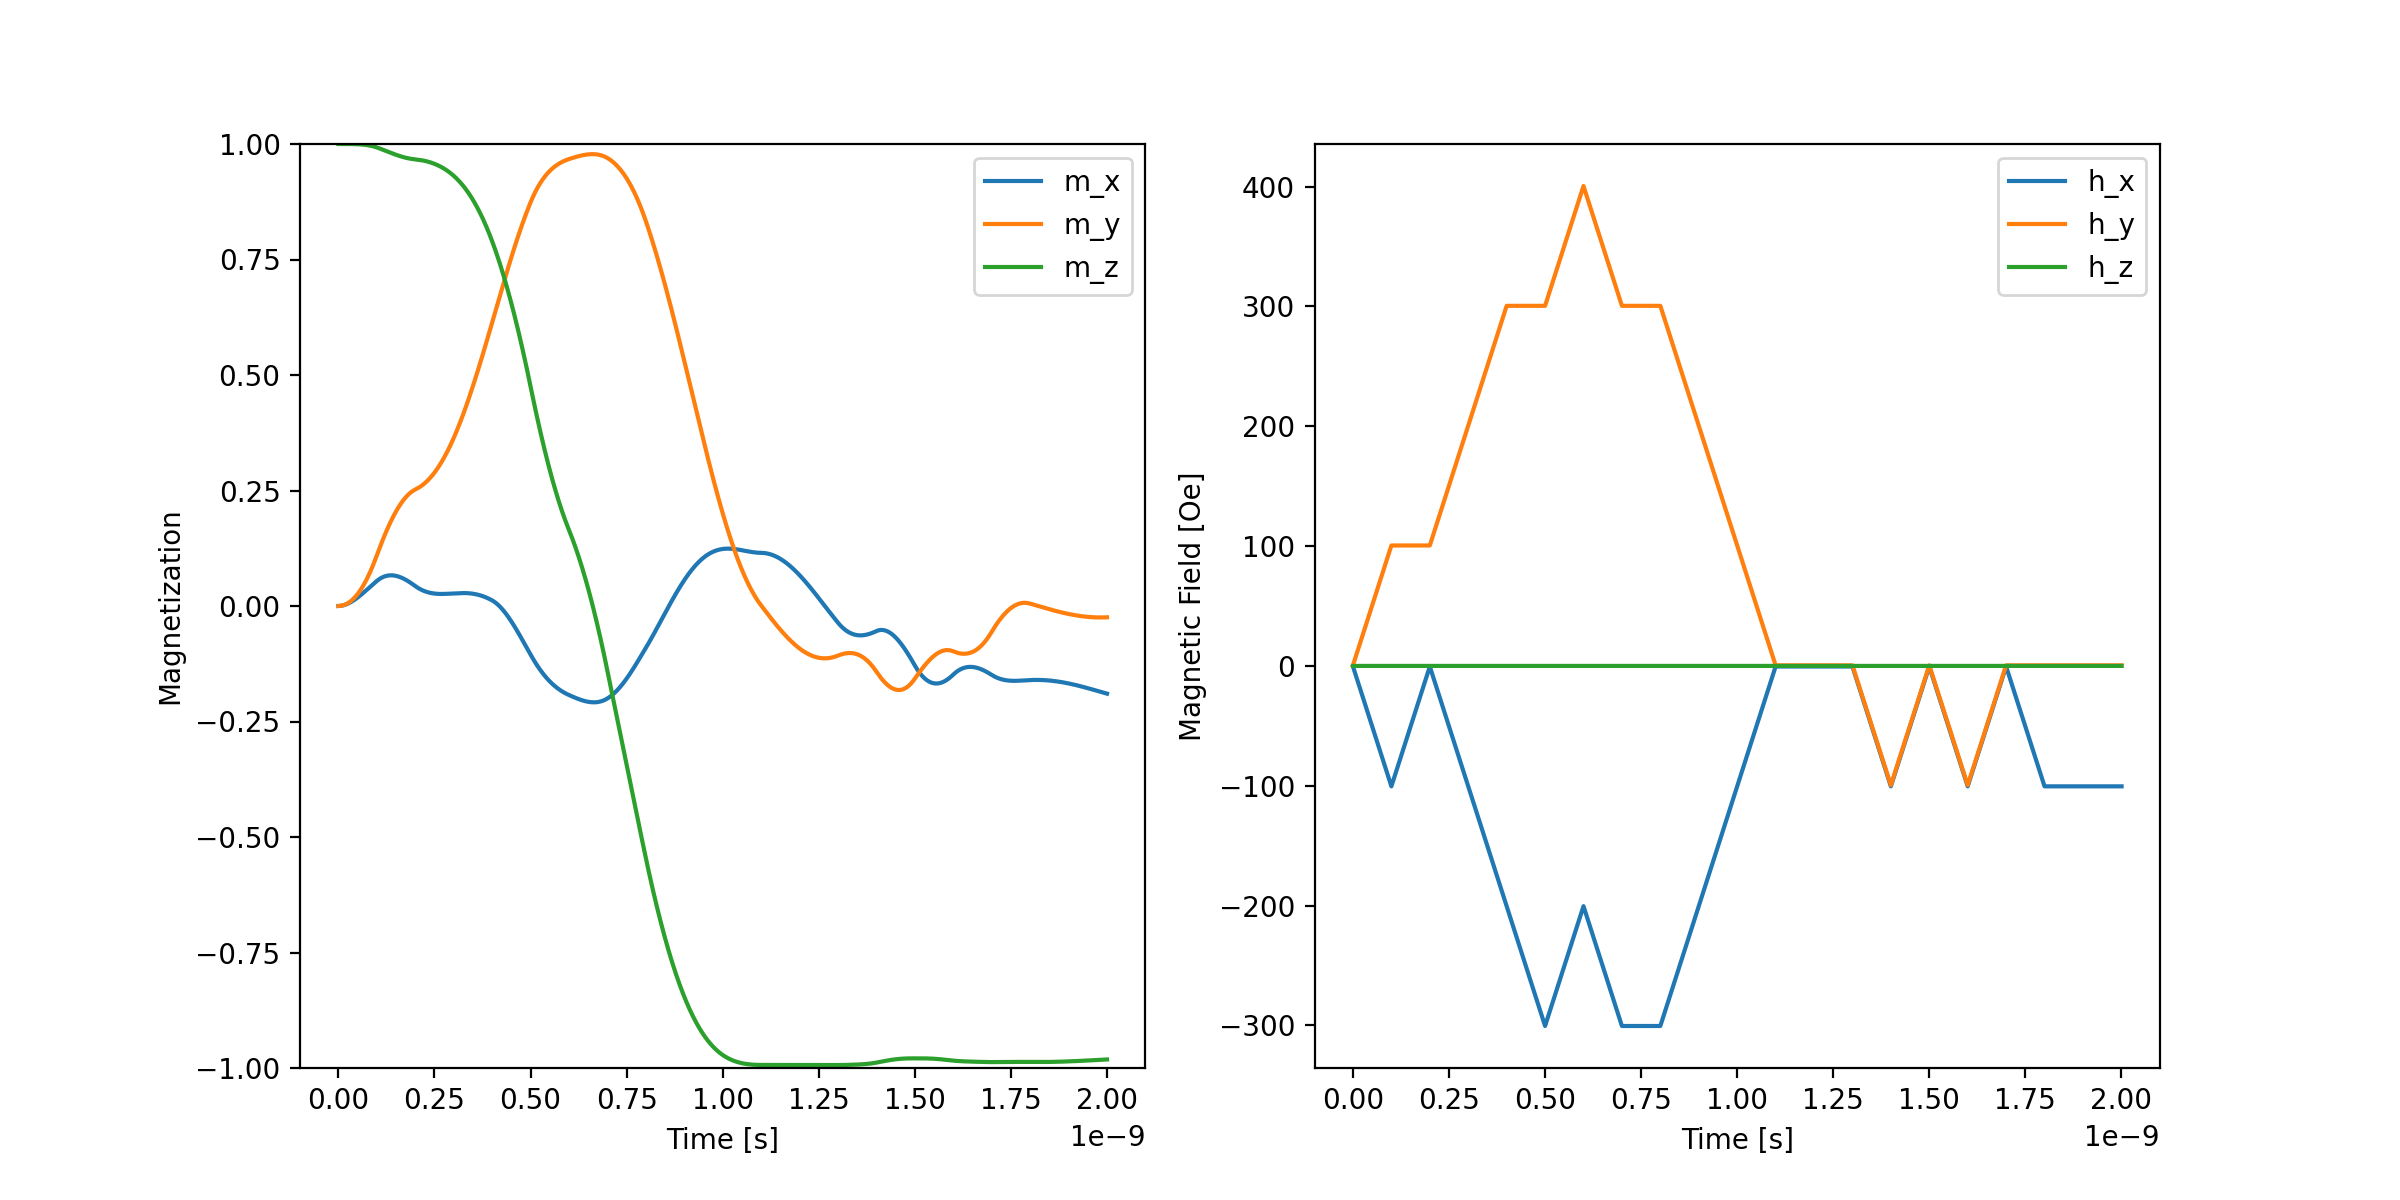 Magnetization
1.00
0.75
0.50
0.25
0.00
−0.25
−0.50
−0.75
−1.00
m_x
m_y
m_z
0.00 0.25 0.50 0.75 1.00 1.25 1.50 1.75 2.00
Time [s]
1e−9
Magnetic Field [Oe]
400
300
200
100
0
−100
−200
−300
h_x
h_y
h_z
0.00 0.25 0.50 0.75 1.00 1.25 1.50 1.75 2.00
Time [s]
1e−9